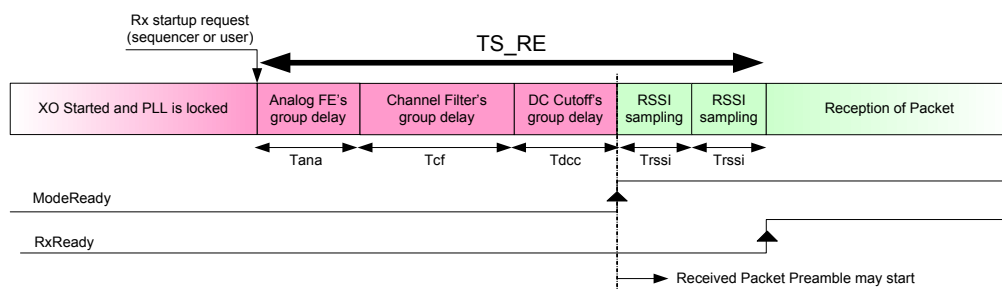 Rx startup request
(sequencer or user)
TS_RE
XO Started and PLL is locked
Analog FE's
group delay
Channel Filter's
group delay
DC Cutoff's
group delay
RSSI
sampling
RSSI
sampling
Reception of Packet
Tana
Tcf
Tdcc
Trssi
Trssi
ModeReady
RxReady
Received Packet Preamble may start